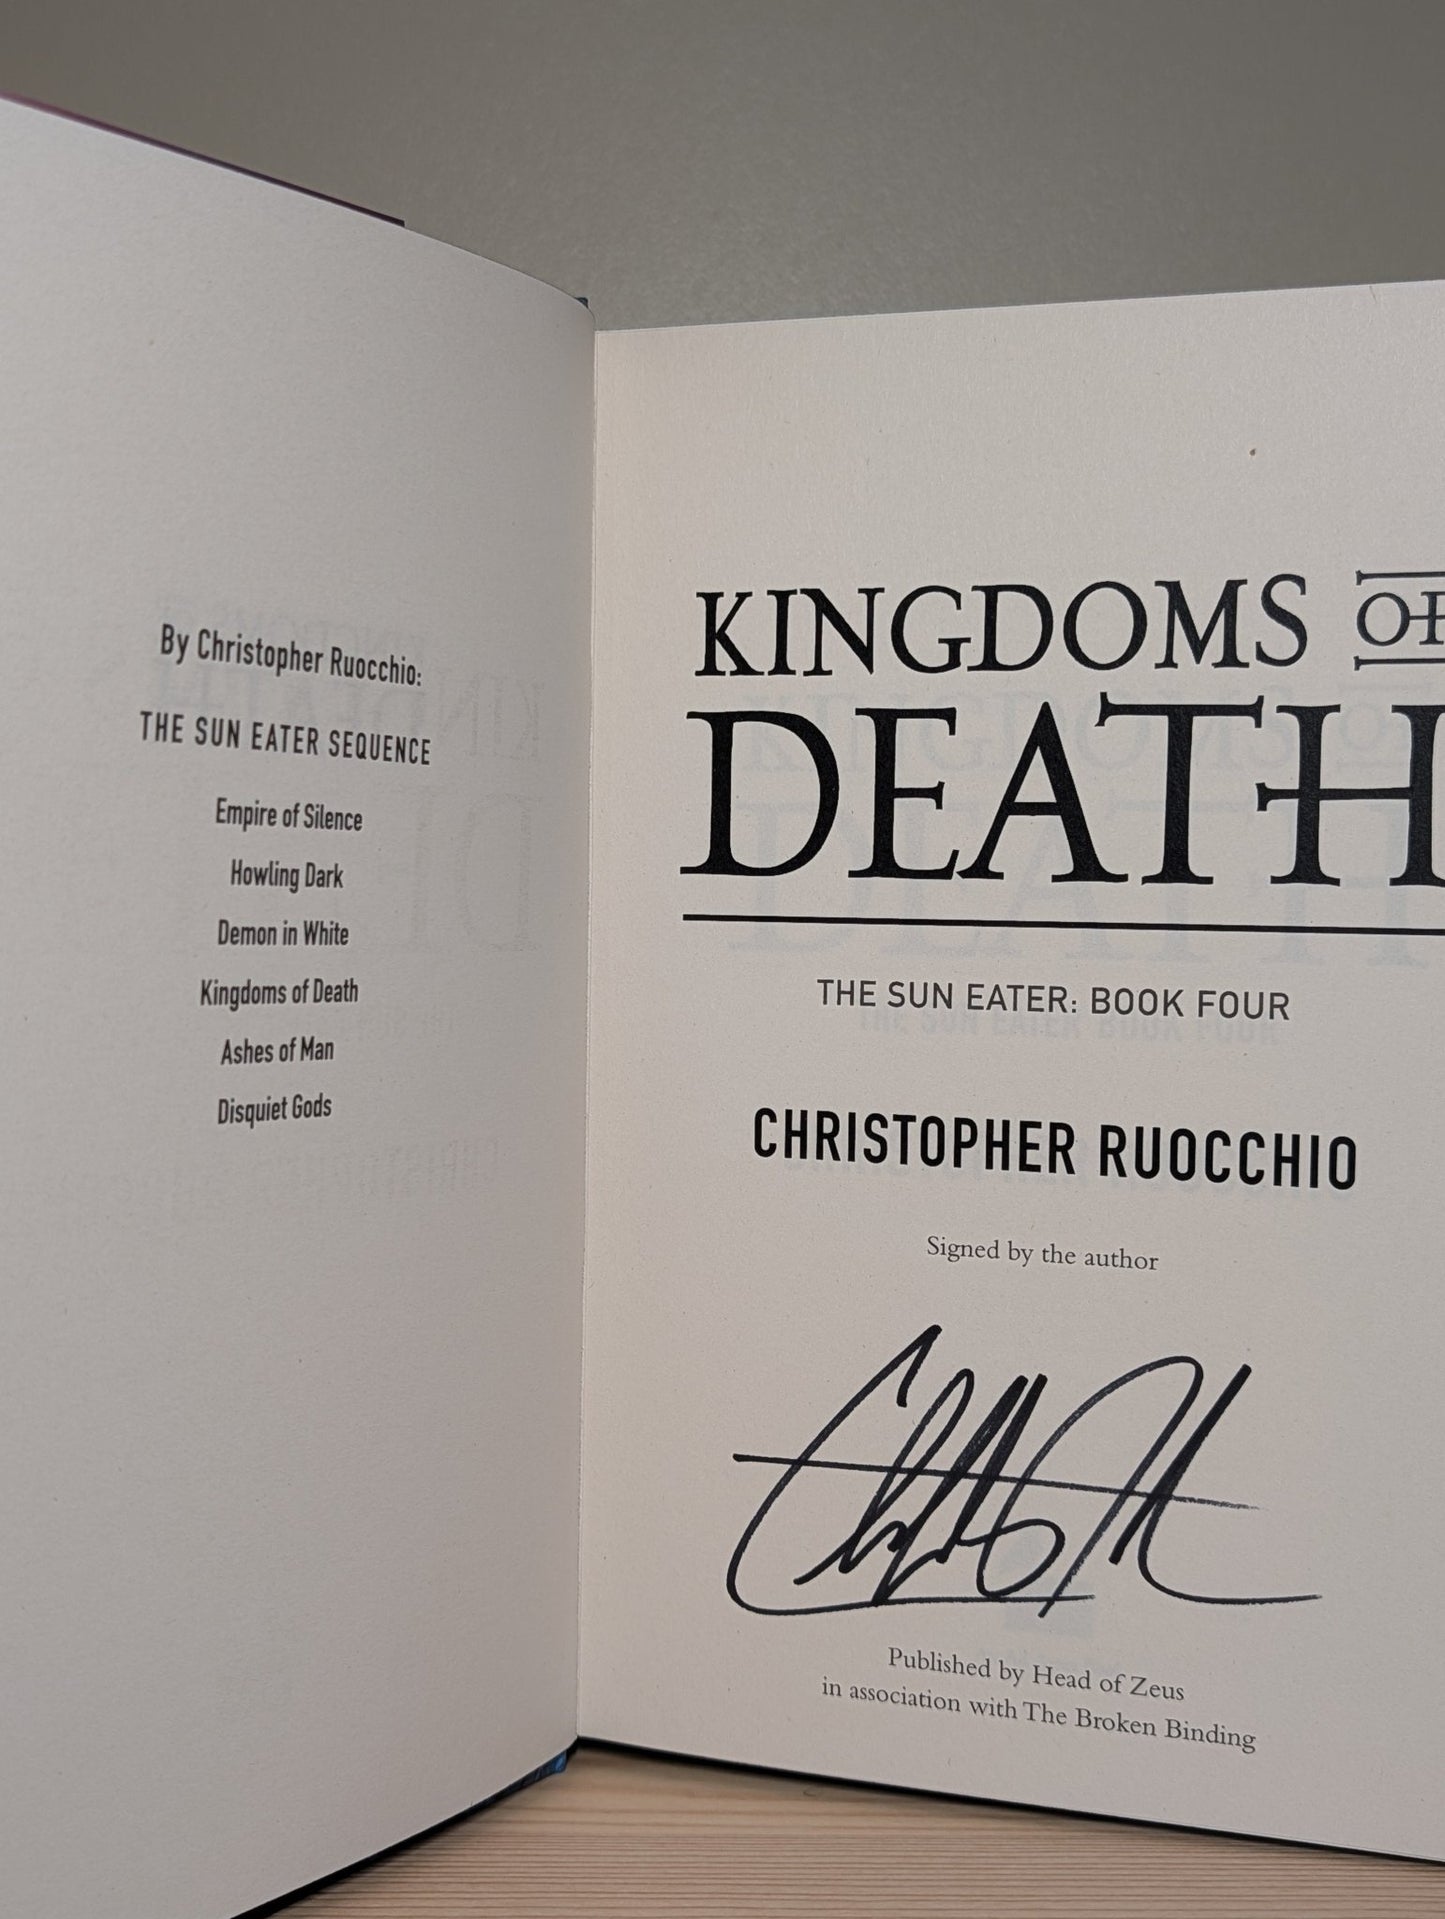 By Christopher Ruocchio:
THE SUN EATER SEQUENCE
Empire of Silence
Howling Dark
Demon in White
Kingdoms of Death
Ashes of Man
Disquiet Gods
KINGDOMS OF
DEATH
THE SUN EATER: BOOK FOUR
CHRISTOPHER RUOCCHIO
Signed by the author
Published by Head of Zeus
in association with The Broken Binding